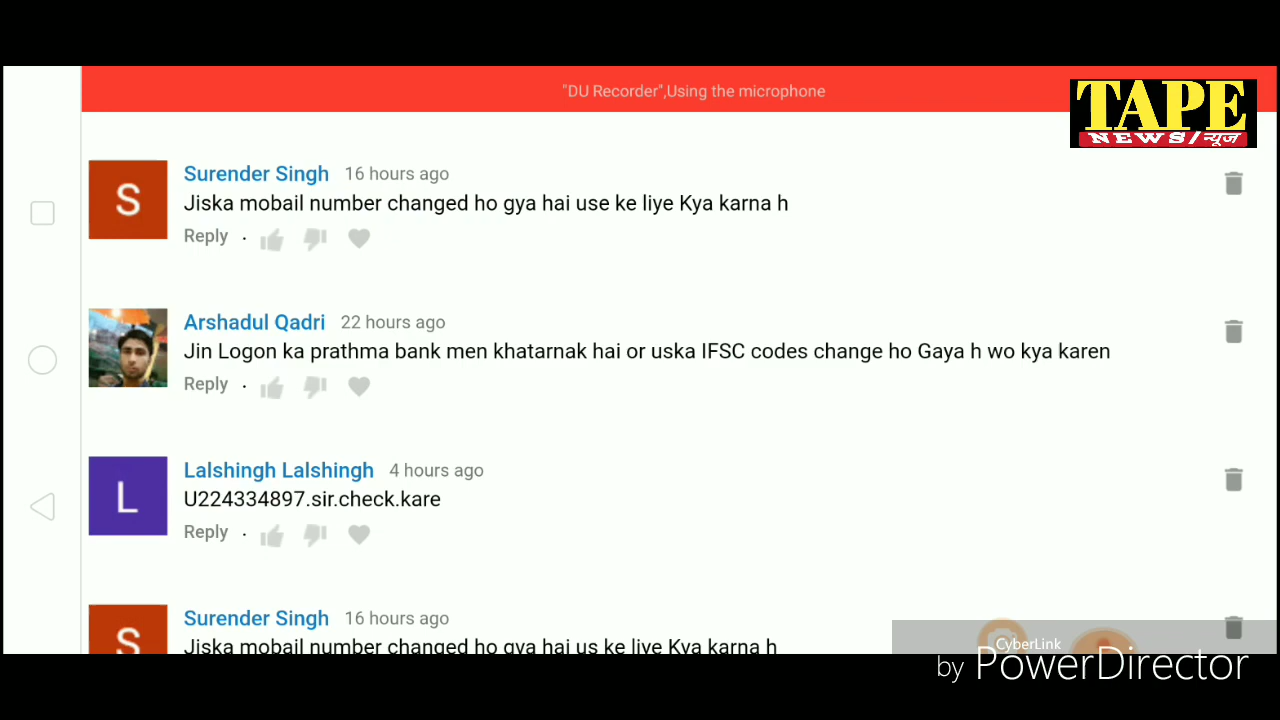 "DU Recorder",Using the microphone
TAPE
NEWS/न्यूज
S
Surender Singh 16 hours ago
Jiska mobail number changed ho gya hai use ke liye Kya karna h
Reply .
Arshadul Qadri 22 hours ago
Jin Logon ka prathma bank men khatarnak hai or uska IFSC codes change ho Gaya h wo kya karen
Reply .
L
Lalshingh Lalshingh 4 hours ago
U224334897.sir.check.kare
Reply .
S
Surender Singh 16 hours ago
Jiska mobail number changed ho gya hai us ke liye Kya karna h
CyberLink
by PowerDirector